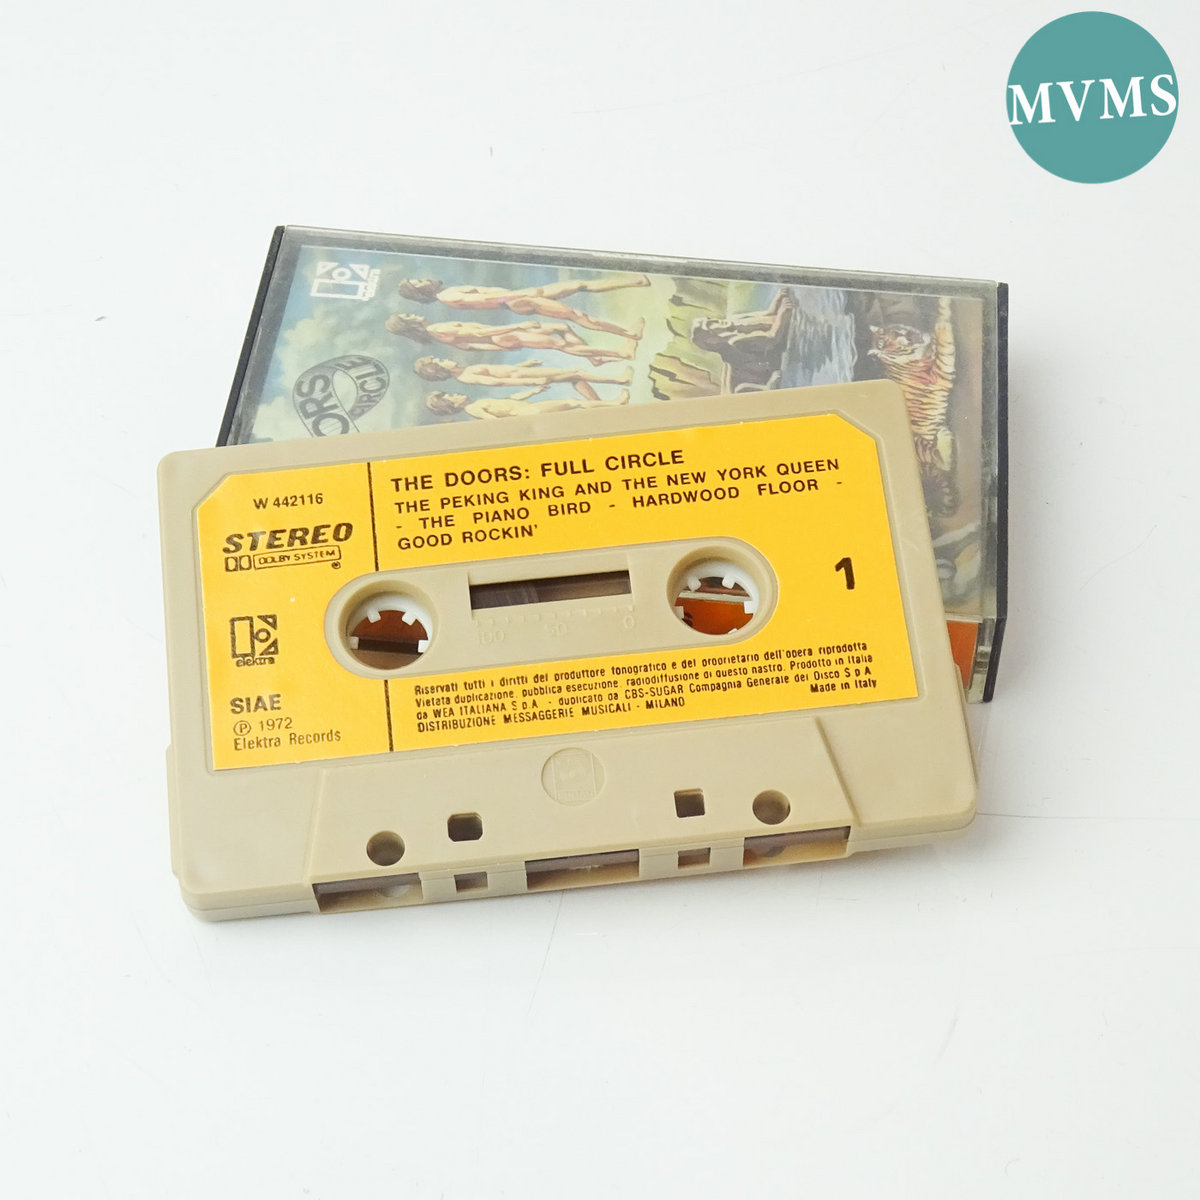 MVMS
elektra
ORS
CIRCLE
W 442116
STEREO
DOLBY SYSTEM
elektra
SIAE
Ⓟ 1972
Elektra Records
THE DOORS: FULL CIRCLE
THE PEKING KING AND THE NEW YORK QUEEN
- THE PIANO BIRD - HARDWOOD FLOOR -
GOOD ROCKIN'
1
100 50 0
Riservati tutti i diritti del produttore fonografico e del proprietario dell'opera riprodotta
Vietata duplicazione, pubblica esecuzione, radiodiffusione di questo nastro. Prodotto in Italia
da WEA ITALIANA S.p.A. - duplicato da CBS-SUGAR Compagnia Generale del Disco S.p.A.
DISTRIBUZIONE MESSAGGERIE MUSICALI - MILANO
Made in Italy